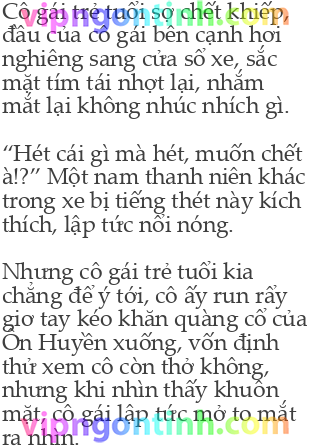 Cô gái trẻ tuổi sợ chết khiếp,
đầu của cô gái bên cạnh hơi
nghiêng sang cửa sổ xe, sắc
mặt tím tái nhợt lại, nhắm
mắt lại không nhúc nhích gì.
“Hét cái gì mà hét, muốn chết
à!?” Một nam thanh niên khác
trong xe bị tiếng thét này kích
thích, lập tức nổi nóng.
Nhưng cô gái trẻ tuổi kia
chẳng để ý tới, cô ấy run rẩy
giơ tay kéo khăn quàng cổ của
Ôn Huyền xuống, vốn định
thử xem cô còn thở không,
nhưng khi nhìn thấy khuôn
mặt, cô gái lập tức mở to mắt
ra nhìn.
vipngontinh.com
vipngontinh.com